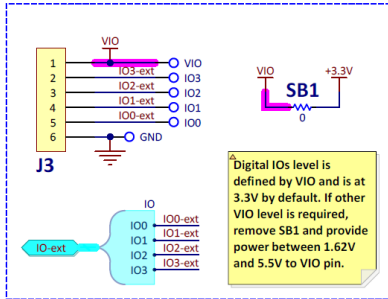 VIO
1 VIO
IO3-ext
2 IO3
IO2-ext
3 IO2
IO1-ext
4 IO1
IO0-ext
5 IO0
6 GND
J3
VIO +3.3V
SB1
0
Digital IOs level is
defined by VIO and is at
3.3V by default. If other
VIO level is required,
remove SB1 and provide
power between 1.62V
and 5.5V to VIO pin.
IO
IO-ext
IO0 IO0-ext
IO1 IO1-ext
IO2 IO2-ext
IO3 IO3-ext